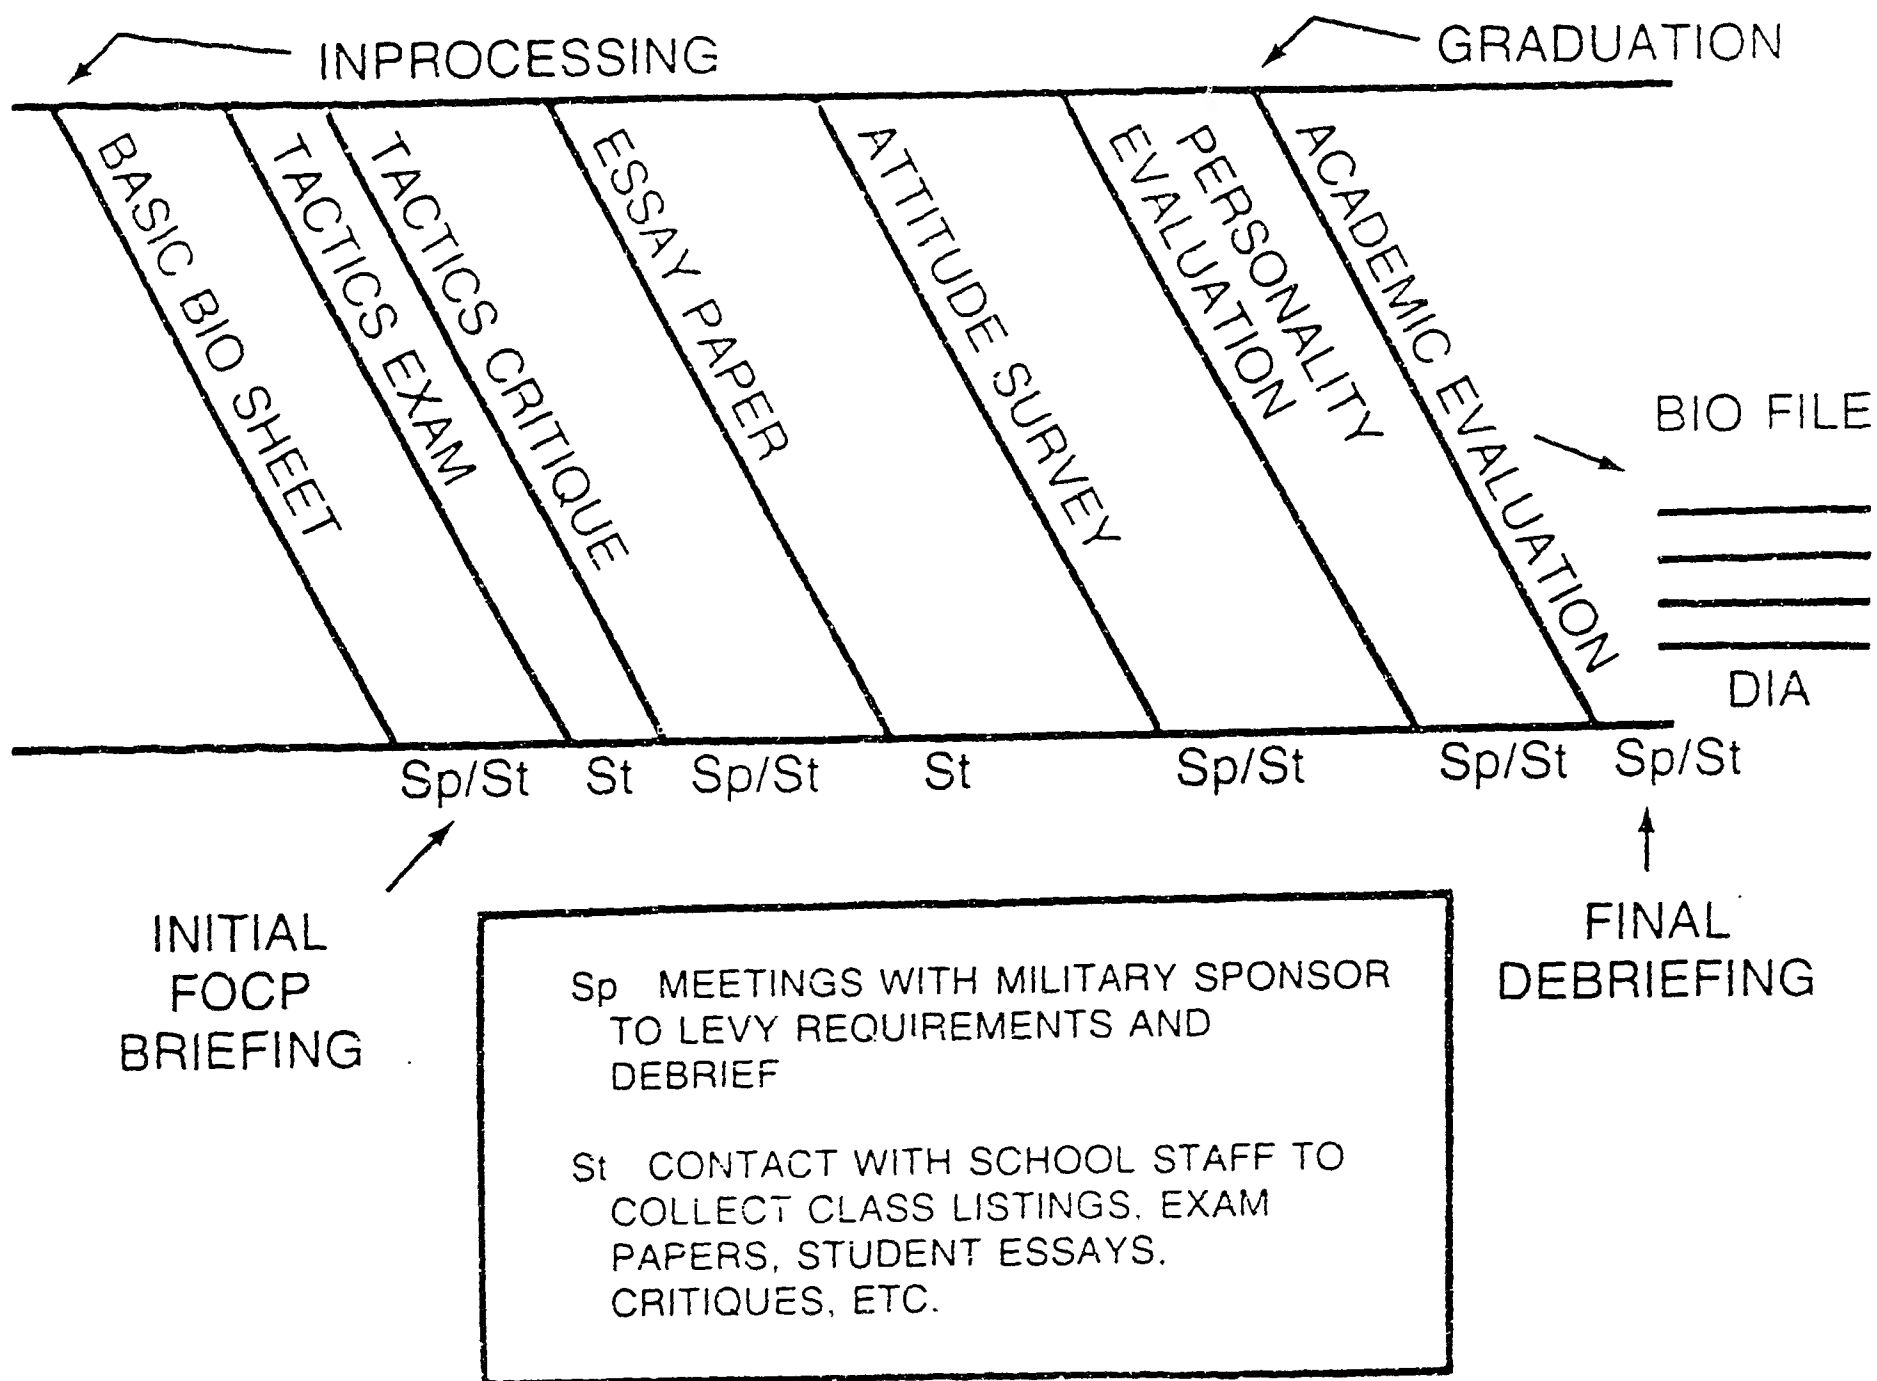 INPROCESSING
GRADUATION
BASIC BIO SHEET
TACTICS EXAM
TACTICS CRITIQUE
ESSAY PAPER
ATTITUDE SURVEY
PERSONALITY
EVALUATION
ACADEMIC EVALUATION
BIO FILE
DIA
Sp/St St Sp/St St Sp/St Sp/St Sp/St
INITIAL
FOCP
BRIEFING
FINAL
DEBRIEFING
Sp MEETINGS WITH MILITARY SPONSOR
TO LEVY REQUIREMENTS AND
DEBRIEF
St CONTACT WITH SCHOOL STAFF TO
COLLECT CLASS LISTINGS, EXAM
PAPERS, STUDENT ESSAYS,
CRITIQUES, ETC.